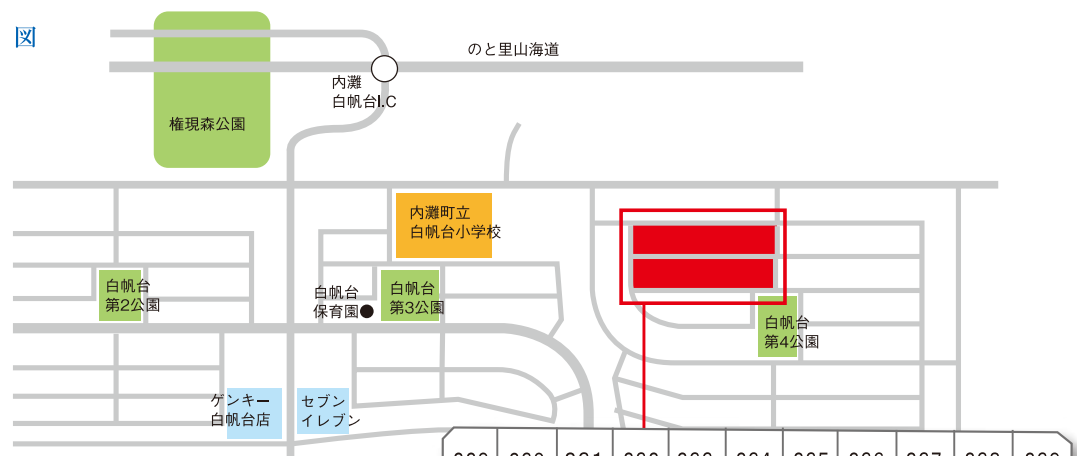 図
のと里山海道
内灘
白帆台I.C
権現森公園
内灘町立
白帆台小学校
白帆台
第2公園
白帆台
保育園
白帆台
第3公園
白帆台
第4公園
ゲンキー
白帆台店
セブン
イレブン